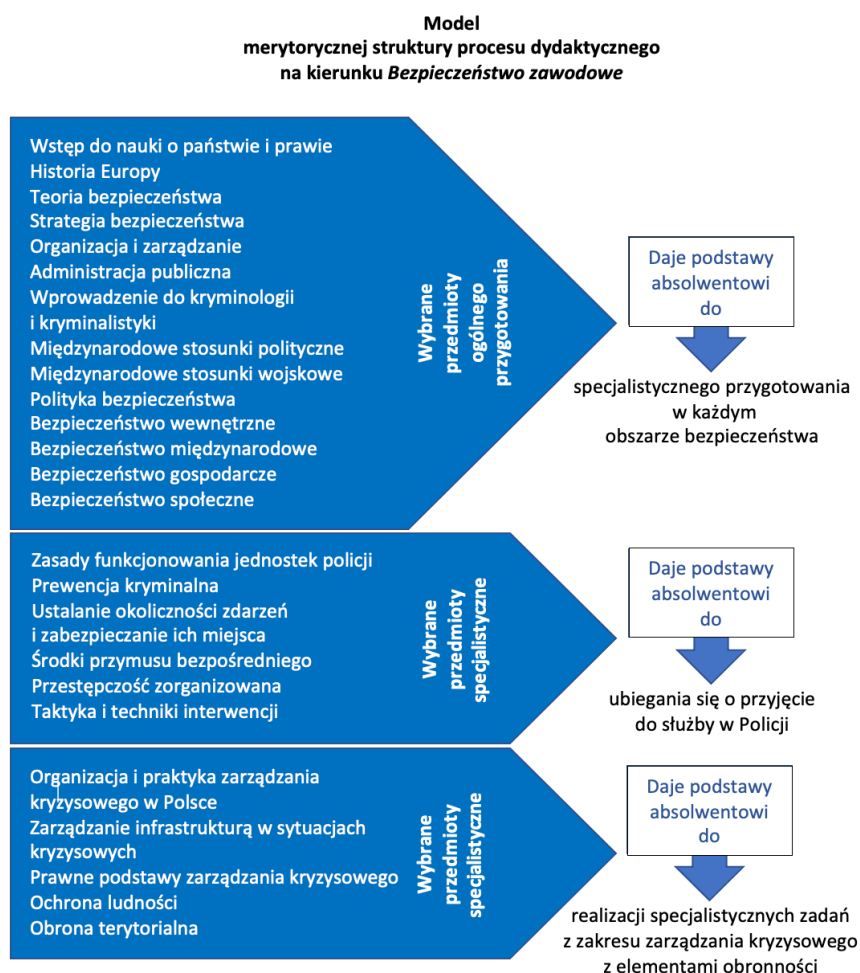 Model
merytorycznej struktury procesu dydaktycznego
na kierunku Bezpieczeństwo zawodowe
Wstęp do nauki o państwie i prawie
Historia Europy
Teoria bezpieczeństwa
Strategia bezpieczeństwa
Organizacja i zarządzanie
Administracja publiczna
Wprowadzenie do kryminologii
i kryminalistyki
Międzynarodowe stosunki polityczne
Międzynarodowe stosunki wojskowe
Polityka bezpieczeństwa
Bezpieczeństwo wewnętrzne
Bezpieczeństwo międzynarodowe
Bezpieczeństwo gospodarcze
Bezpieczeństwo społeczne
Wybrane
przedmioty
ogólnego
przygotowania
Daje podstawy
absolwentowi
do
specjalistycznego przygotowania
w każdym
obszarze bezpieczeństwa
Zasady funkcjonowania jednostek policji
Prewencja kryminalna
Ustalanie okoliczności zdarzeń
i zabezpieczanie ich miejsca
Środki przymusu bezpośredniego
Przestępczość zorganizowana
Taktyka i techniki interwencji
Wybrane
przedmioty
specjalistyczne
Daje podstawy
absolwentowi
do
ubiegania się o przyjęcie
do służby w Policji
Organizacja i praktyka zarządzania
kryzysowego w Polsce
Zarządzanie infrastrukturą w sytuacjach
kryzysowych
Prawne podstawy zarządzania kryzysowego
Ochrona ludności
Obrona terytorialna
Wybrane
przedmioty
specjalistyczne
Daje podstawy
absolwentowi
do
realizacji specjalistycznych zadań
z zakresu zarządzania kryzysowego
z elementami obronności